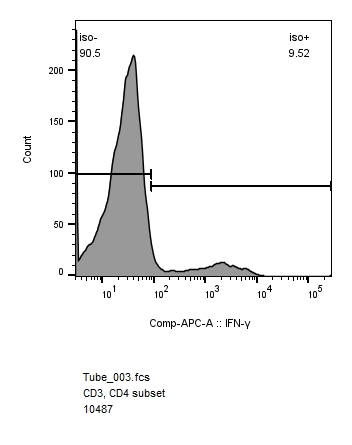 iso- iso+
90.5 9.52
200
150
100
50
0
Count
10¹ 10² 10³ 10⁴ 10⁵
Comp-APC-A :: IFN-γ
Tube_003.fcs
CD3, CD4 subset
10487